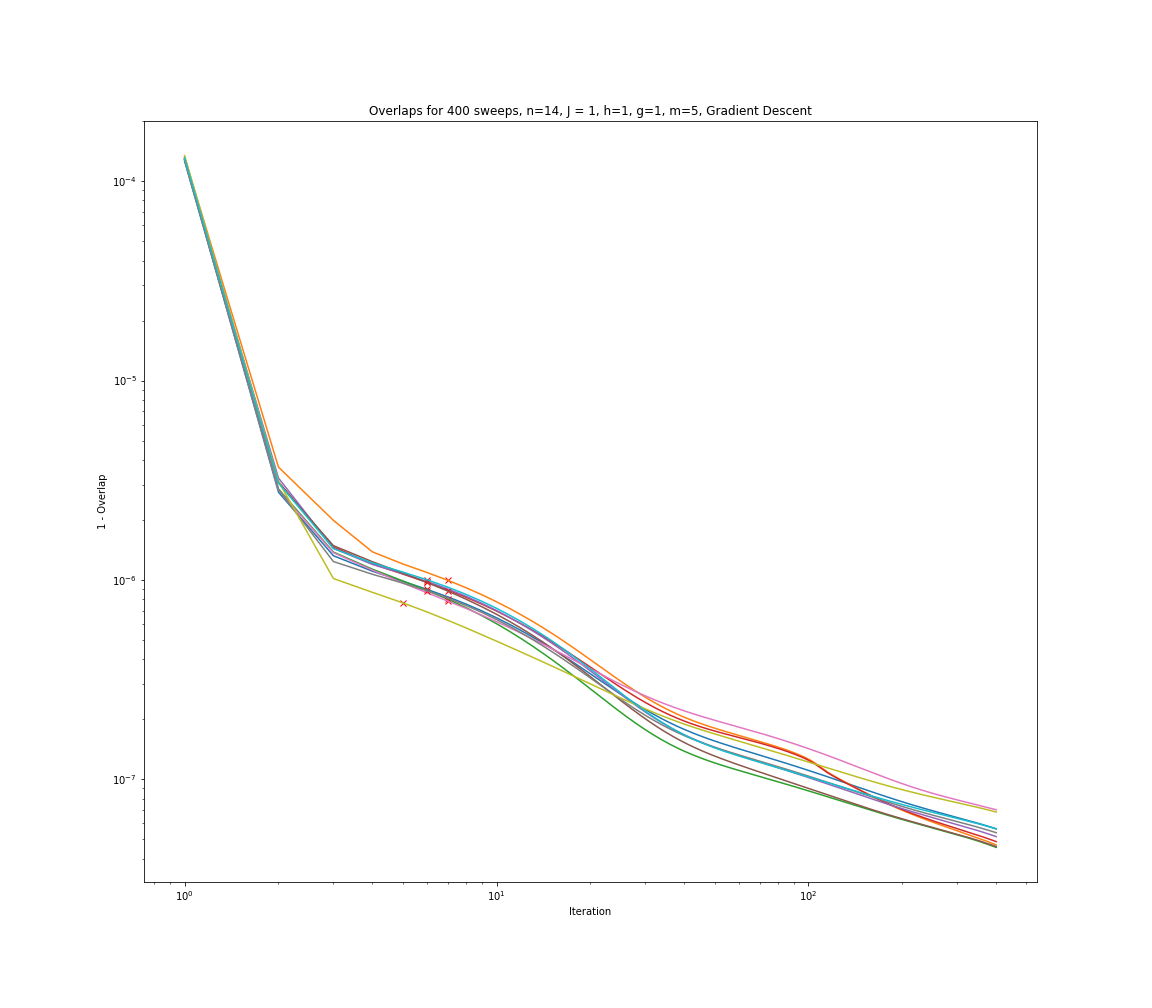 Overlaps for 400 sweeps, n=14, J = 1, h=1, g=1, m=5, Gradient Descent
1 - Overlap
10⁻⁴
10⁻⁵
10⁻⁶
10⁻⁷
10⁰
10¹
10²
Iteration